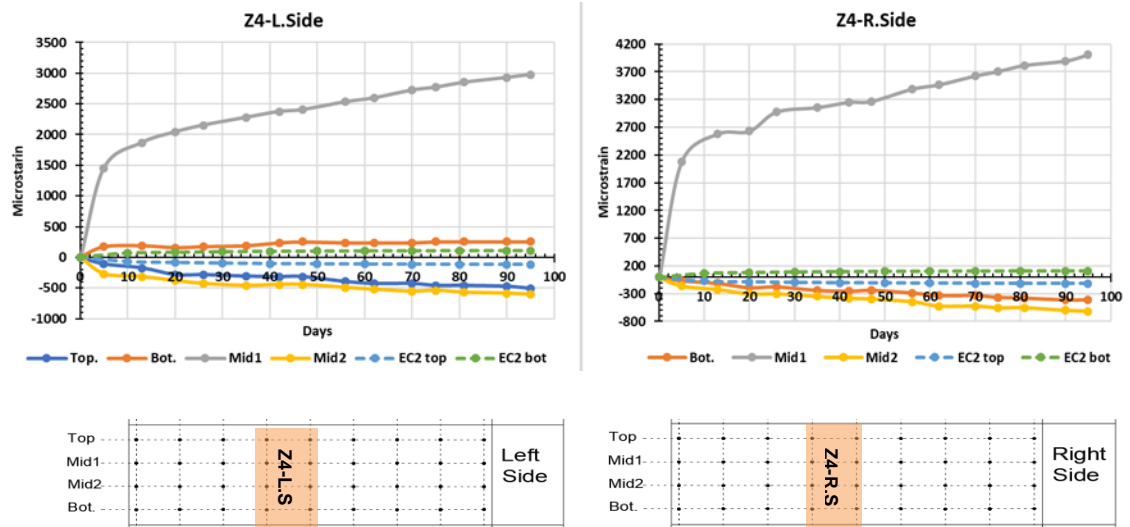 Z4-L.Side
3500
3000
2500
2000
1500
1000
500
0
-500
-1000
Microstarin
0 10 20 30 40 50 60 70 80 90 100
Days
Top. Bot. Mid1 Mid2 EC2 top EC2 bot
Z4-R.Side
4200
3700
3200
2700
2200
1700
1200
700
200
-300
-800
Microstrain
0 10 20 30 40 50 60 70 80 90 100
Days
Bot. Mid1 Mid2 EC2 top EC2 bot
Top
Mid1
Mid2
Bot.
Z4-L.S
Left
Side
Top
Mid1
Mid2
Bot.
Z4-R.S
Right
Side